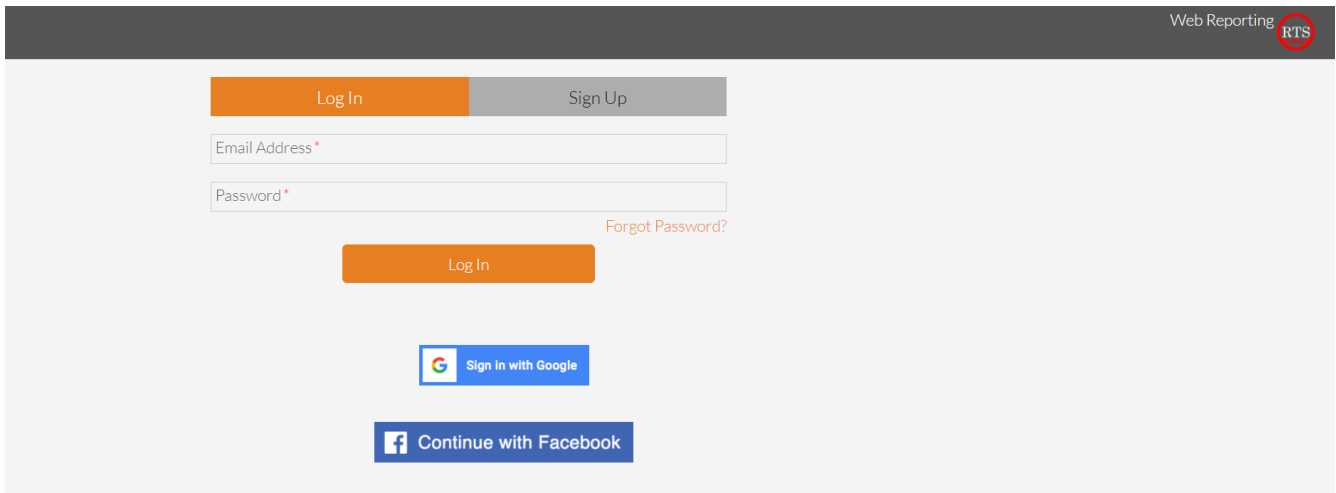 Web Reporting
RTS
Log In
Sign Up
Email Address*
Password*
Forgot Password?
Log In
G Sign in with Google
f Continue with Facebook